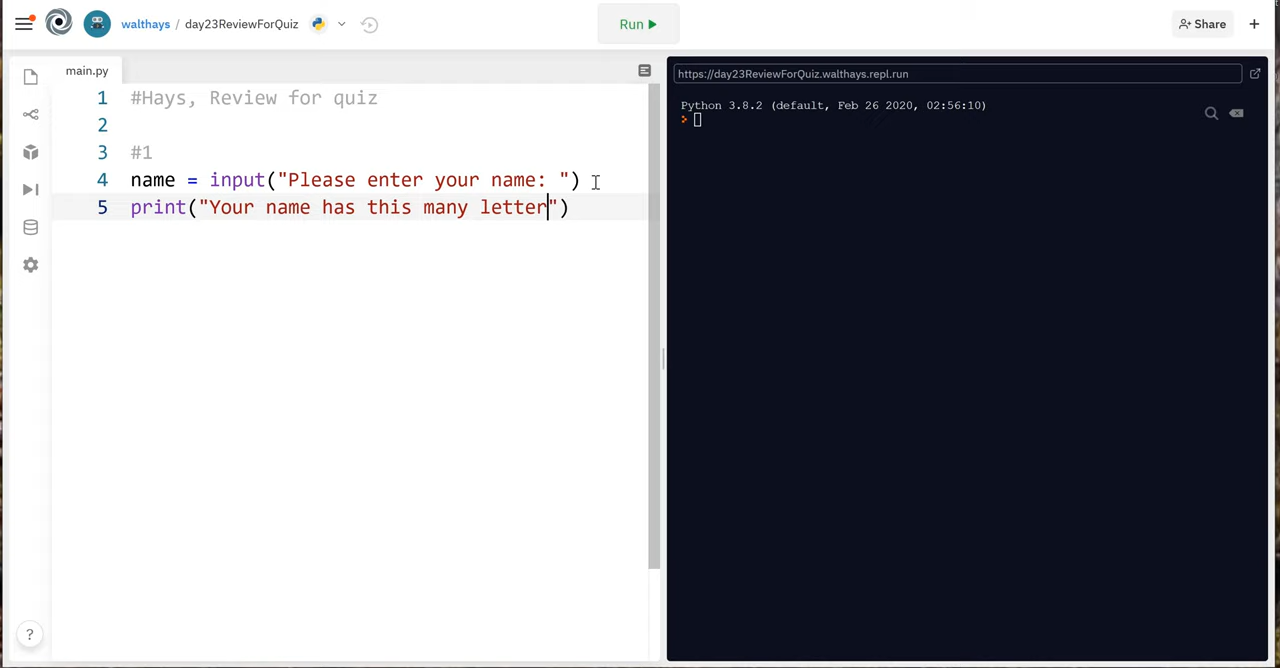 walthays / day23ReviewForQuiz
Run
Share
main.py
https://day23ReviewForQuiz.walthays.repl.run
1 #Hays, Review for quiz
2
3 #1
4 name = input("Please enter your name: ")
5 print("Your name has this many letter")
Python 3.8.2 (default, Feb 26 2020, 02:56:10)
>
?